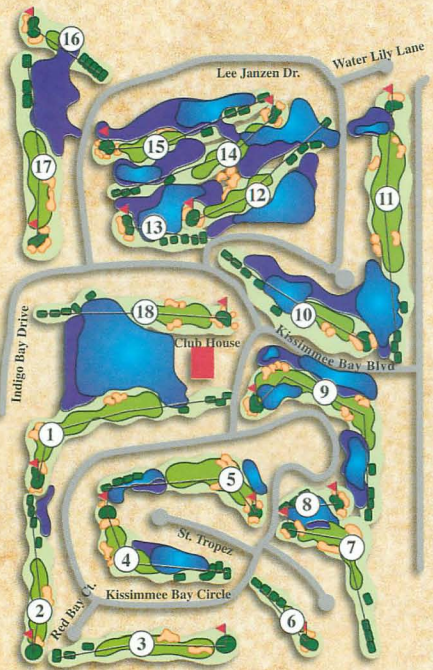 16
Water Lily Lane
Lee Janzen Dr.
15
14
17
12
11
13
18
10
Indigo Bay Drive
Club House
Kissimmee Bay Blvd
9
1
5
8
St. Tropez
7
4
Kissimmee Bay Circle
Red Bay Ct.
2
3
6